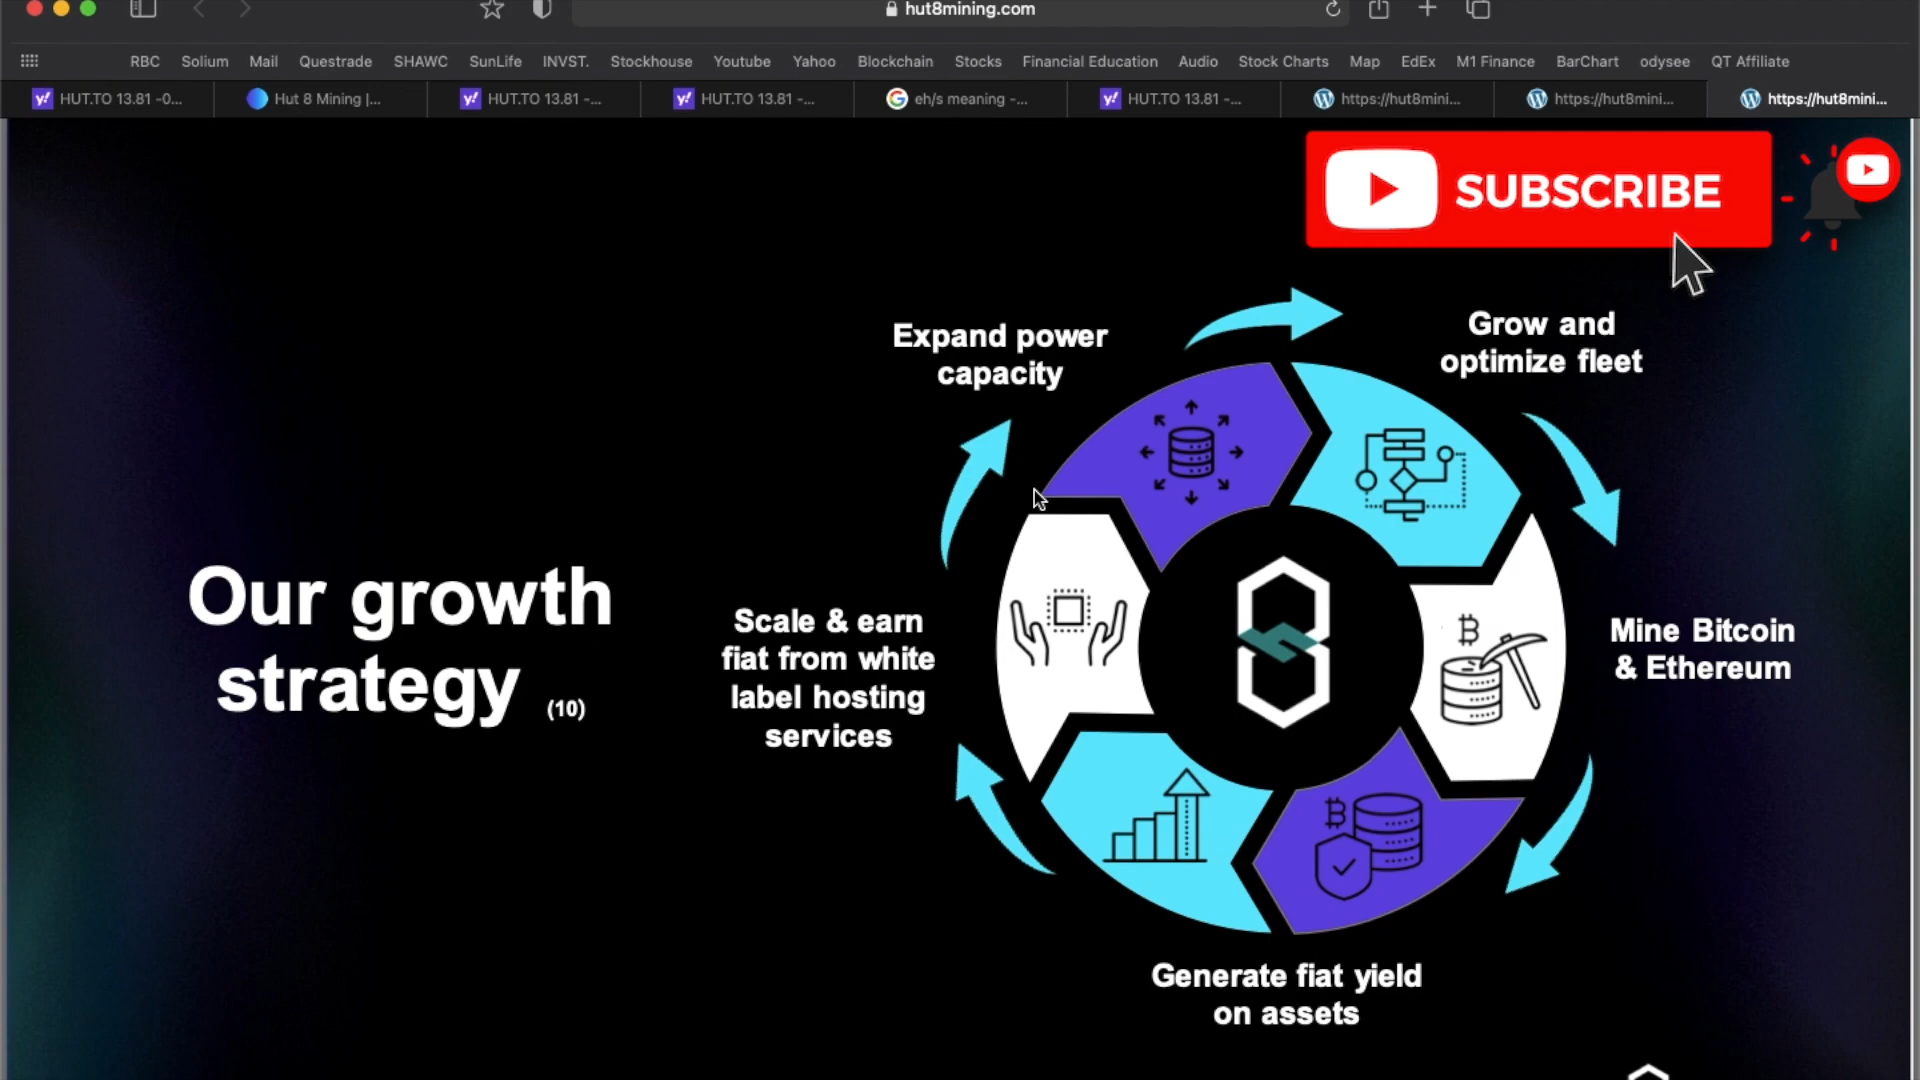 hut8mining.com
RBC Solium Mail Questrade SHAWC SunLife INVST. Stockhouse Youtube Yahoo Blockchain Stocks Financial Education Audio Stock Charts Map EdEx M1 Finance BarChart odysee QT Affiliate
y! HUT.TO 13.81 -0... Hut 8 Mining |... y! HUT.TO 13.81 -... y! HUT.TO 13.81 -... G eh/s meaning -... y! HUT.TO 13.81 -... https://hut8mini... https://hut8mini... https://hut8mini...
SUBSCRIBE
Expand power
capacity
Grow and
optimize fleet
Our growth
strategy (10)
Scale & earn
fiat from white
label hosting
services
Mine Bitcoin
& Ethereum
Generate fiat yield
on assets